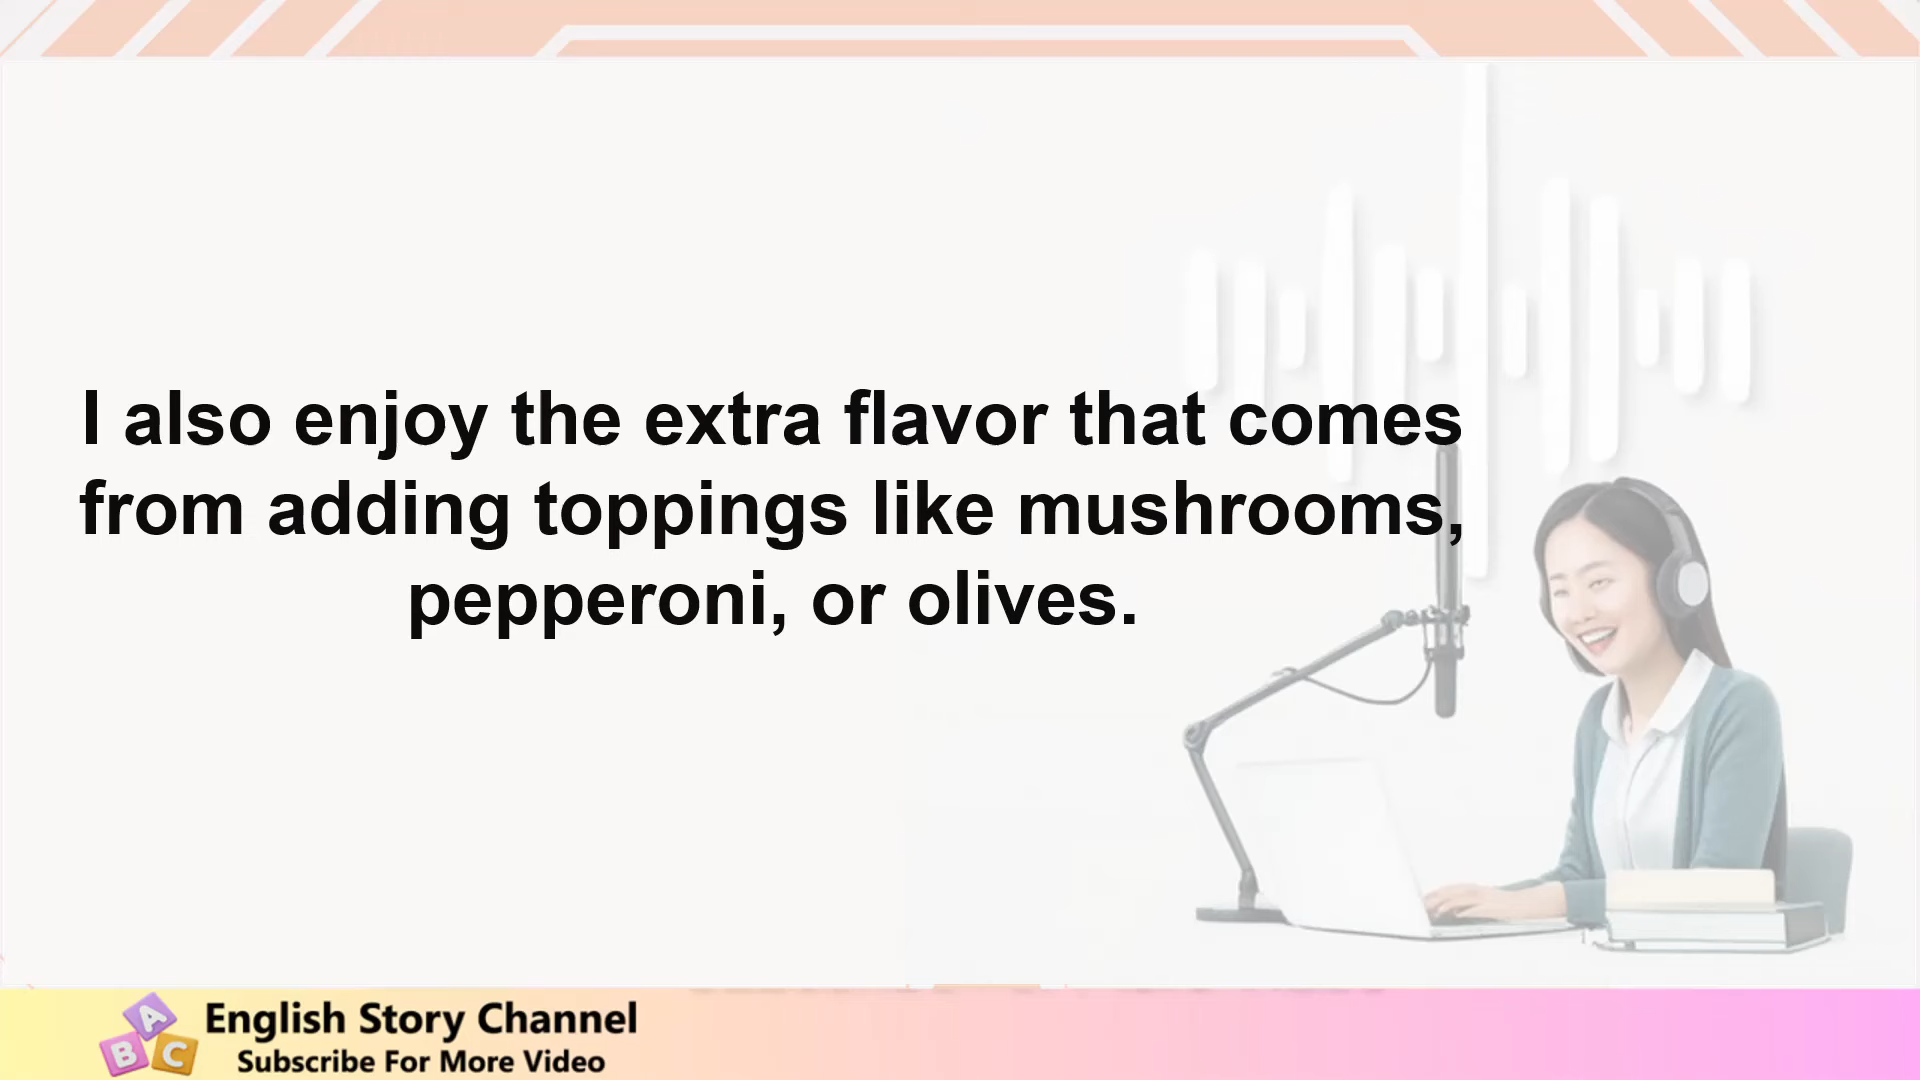 I also enjoy the extra flavor that comes
from adding toppings like mushrooms,
pepperoni, or olives.
A
B
C
English Story Channel
Subscribe For More Video